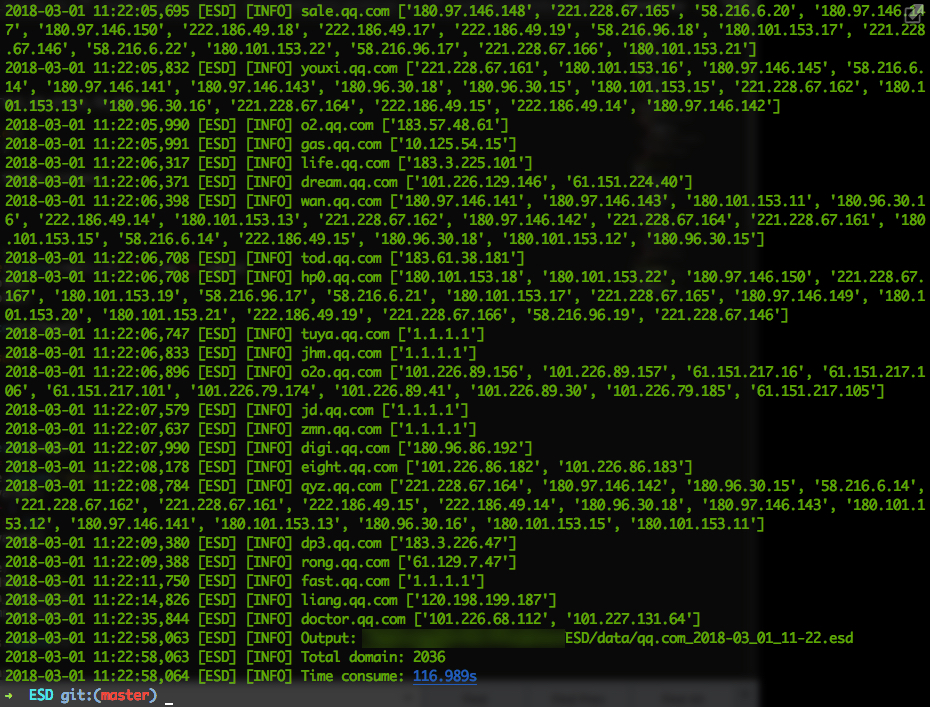 2018-03-01 11:22:05,695 [ESD] [INFO] sale.qq.com ['180.97.146.148', '221.228.67.165', '58.216.6.20', '180.97.146.14
7', '180.97.146.150', '222.186.49.18', '222.186.49.17', '222.186.49.19', '58.216.96.18', '180.101.153.17', '221.228
.67.146', '58.216.6.22', '180.101.153.22', '58.216.96.17', '221.228.67.166', '180.101.153.21']
2018-03-01 11:22:05,832 [ESD] [INFO] youxi.qq.com ['221.228.67.161', '180.101.153.16', '180.97.146.145', '58.216.6.
14', '180.97.146.141', '180.97.146.143', '180.96.30.18', '180.96.30.15', '180.101.153.15', '221.228.67.162', '180.1
01.153.13', '180.96.30.16', '221.228.67.164', '222.186.49.15', '222.186.49.14', '180.97.146.142']
2018-03-01 11:22:05,990 [ESD] [INFO] o2.qq.com ['183.57.48.61']
2018-03-01 11:22:05,991 [ESD] [INFO] gas.qq.com ['10.125.54.15']
2018-03-01 11:22:06,317 [ESD] [INFO] life.qq.com ['183.3.225.101']
2018-03-01 11:22:06,371 [ESD] [INFO] dream.qq.com ['101.226.129.146', '61.151.224.40']
2018-03-01 11:22:06,398 [ESD] [INFO] wan.qq.com ['180.97.146.141', '180.97.146.143', '180.101.153.11', '180.96.30.1
6', '222.186.49.14', '180.101.153.13', '221.228.67.162', '180.97.146.142', '221.228.67.164', '221.228.67.161', '180
.101.153.15', '58.216.6.14', '222.186.49.15', '180.96.30.18', '180.101.153.12', '180.96.30.15']
2018-03-01 11:22:06,708 [ESD] [INFO] tod.qq.com ['183.61.38.181']
2018-03-01 11:22:06,708 [ESD] [INFO] hp0.qq.com ['180.101.153.18', '180.101.153.22', '180.97.146.150', '221.228.67.
167', '180.101.153.19', '58.216.96.17', '58.216.6.21', '180.101.153.17', '221.228.67.165', '180.97.146.149', '180.1
01.153.20', '180.101.153.21', '222.186.49.19', '221.228.67.166', '58.216.96.19', '221.228.67.146']
2018-03-01 11:22:06,747 [ESD] [INFO] tuya.qq.com ['1.1.1.1']
2018-03-01 11:22:06,833 [ESD] [INFO] jhm.qq.com ['1.1.1.1']
2018-03-01 11:22:06,896 [ESD] [INFO] o2o.qq.com ['101.226.89.156', '101.226.89.157', '61.151.217.16', '61.151.217.1
06', '61.151.217.101', '101.226.79.174', '101.226.89.41', '101.226.89.30', '101.226.79.185', '61.151.217.105']
2018-03-01 11:22:07,579 [ESD] [INFO] jd.qq.com ['1.1.1.1']
2018-03-01 11:22:07,637 [ESD] [INFO] zmn.qq.com ['1.1.1.1']
2018-03-01 11:22:07,990 [ESD] [INFO] digi.qq.com ['180.96.86.192']
2018-03-01 11:22:08,178 [ESD] [INFO] eight.qq.com ['101.226.86.182', '101.226.86.183']
2018-03-01 11:22:08,784 [ESD] [INFO] qyz.qq.com ['221.228.67.164', '180.97.146.142', '180.96.30.15', '58.216.6.14',
'221.228.67.162', '221.228.67.161', '222.186.49.15', '222.186.49.14', '180.96.30.18', '180.97.146.143', '180.101.1
53.12', '180.97.146.141', '180.101.153.13', '180.96.30.16', '180.101.153.15', '180.101.153.11']
2018-03-01 11:22:09,380 [ESD] [INFO] dp3.qq.com ['183.3.226.47']
2018-03-01 11:22:09,388 [ESD] [INFO] rong.qq.com ['61.129.7.47']
2018-03-01 11:22:11,750 [ESD] [INFO] fast.qq.com ['1.1.1.1']
2018-03-01 11:22:14,826 [ESD] [INFO] liang.qq.com ['120.198.199.187']
2018-03-01 11:22:35,844 [ESD] [INFO] doctor.qq.com ['101.226.68.112', '101.227.131.64']
2018-03-01 11:22:58,063 [ESD] [INFO] Output: ESD/data/qq.com_2018-03_01_11-22.esd
2018-03-01 11:22:58,063 [ESD] [INFO] Total domain: 2036
2018-03-01 11:22:58,064 [ESD] [INFO] Time consume: 116.989s
→ ESD git:(master) _